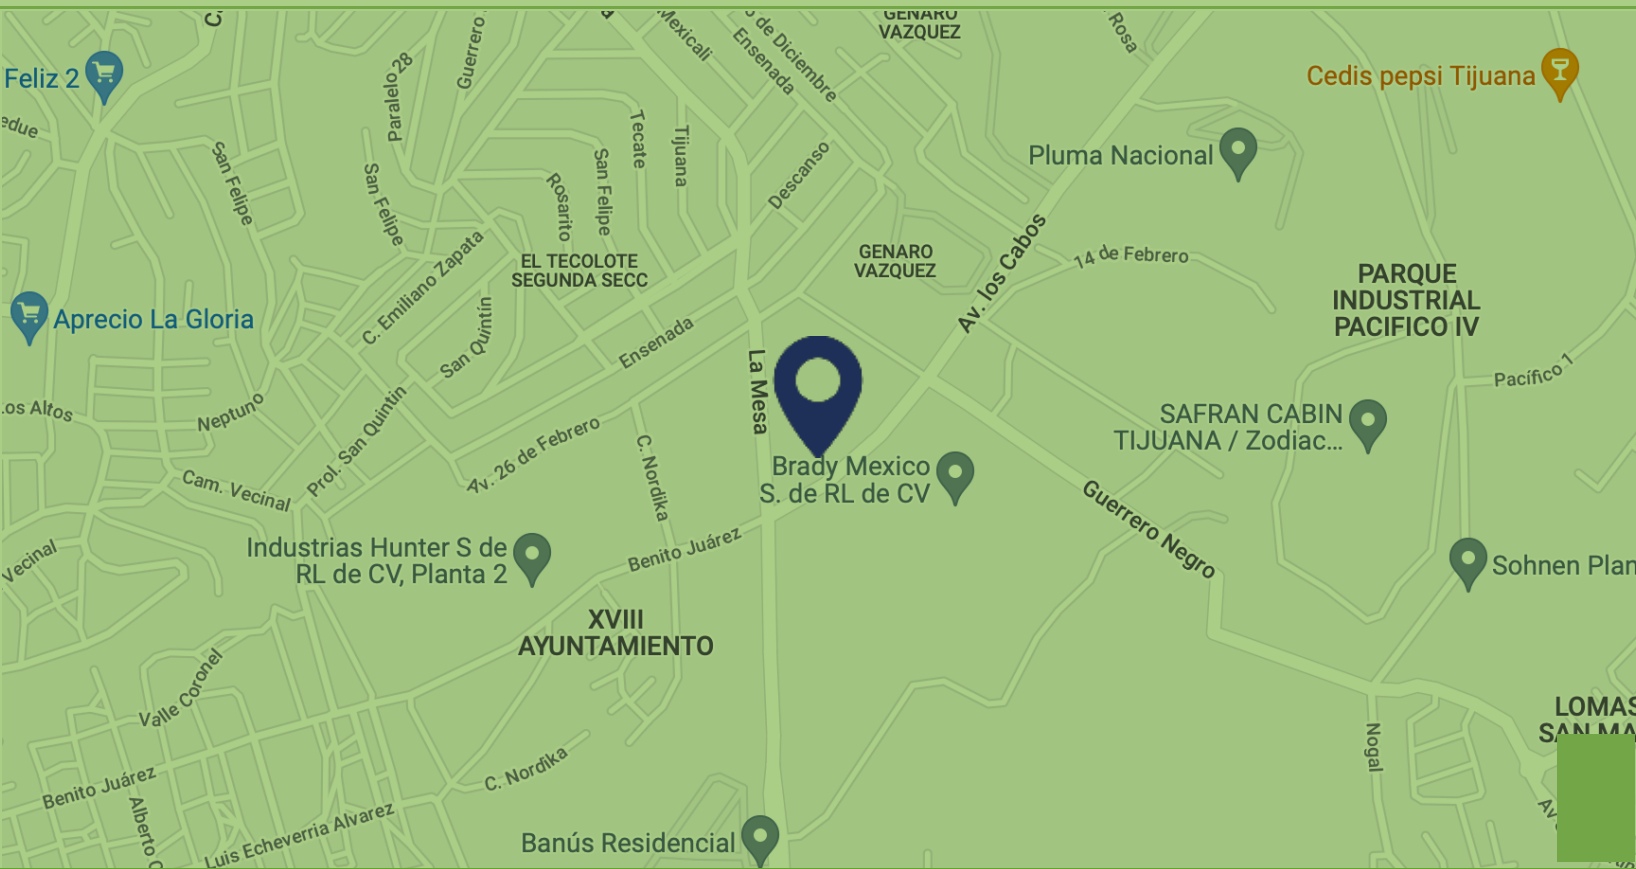 GENARO
VAZQUEZ
Mexicali
Ensenada
de Diciembre
Rosa
Guerrero
Feliz 2
Paralelo 28
Cedis pepsi Tijuana
edue
Tecate
Tijuana
San Felipe
San Felipe
San Felipe
Rosarito
Descanso
Pluma Nacional
EL TECOLOTE
SEGUNDA SECC
GENARO
VAZQUEZ
Av. los Cabos
14 de Febrero
PARQUE
INDUSTRIAL
PACIFICO IV
C. Emiliano Zapata
Aprecio La Gloria
San Quintín
Ensenada
La Mesa
Pacífico 1
os Altos
Neptuno
Prol. San Quintín
Av. 26 de Febrero
C. Nordika
SAFRAN CABIN
TIJUANA / Zodiac...
Brady Mexico
S. de RL de CV
Cam. Vecinal
Guerrero Negro
Vecinal
Industrias Hunter S de
RL de CV, Planta 2
Benito Juárez
Sohnen Plan
XVIII
AYUNTAMIENTO
Valle Coronel
LOMAS
SAN MA
Nogal
C. Nordika
Benito Juárez
Alberto
Luis Echeverria Alvarez
Av
Banús Residencial